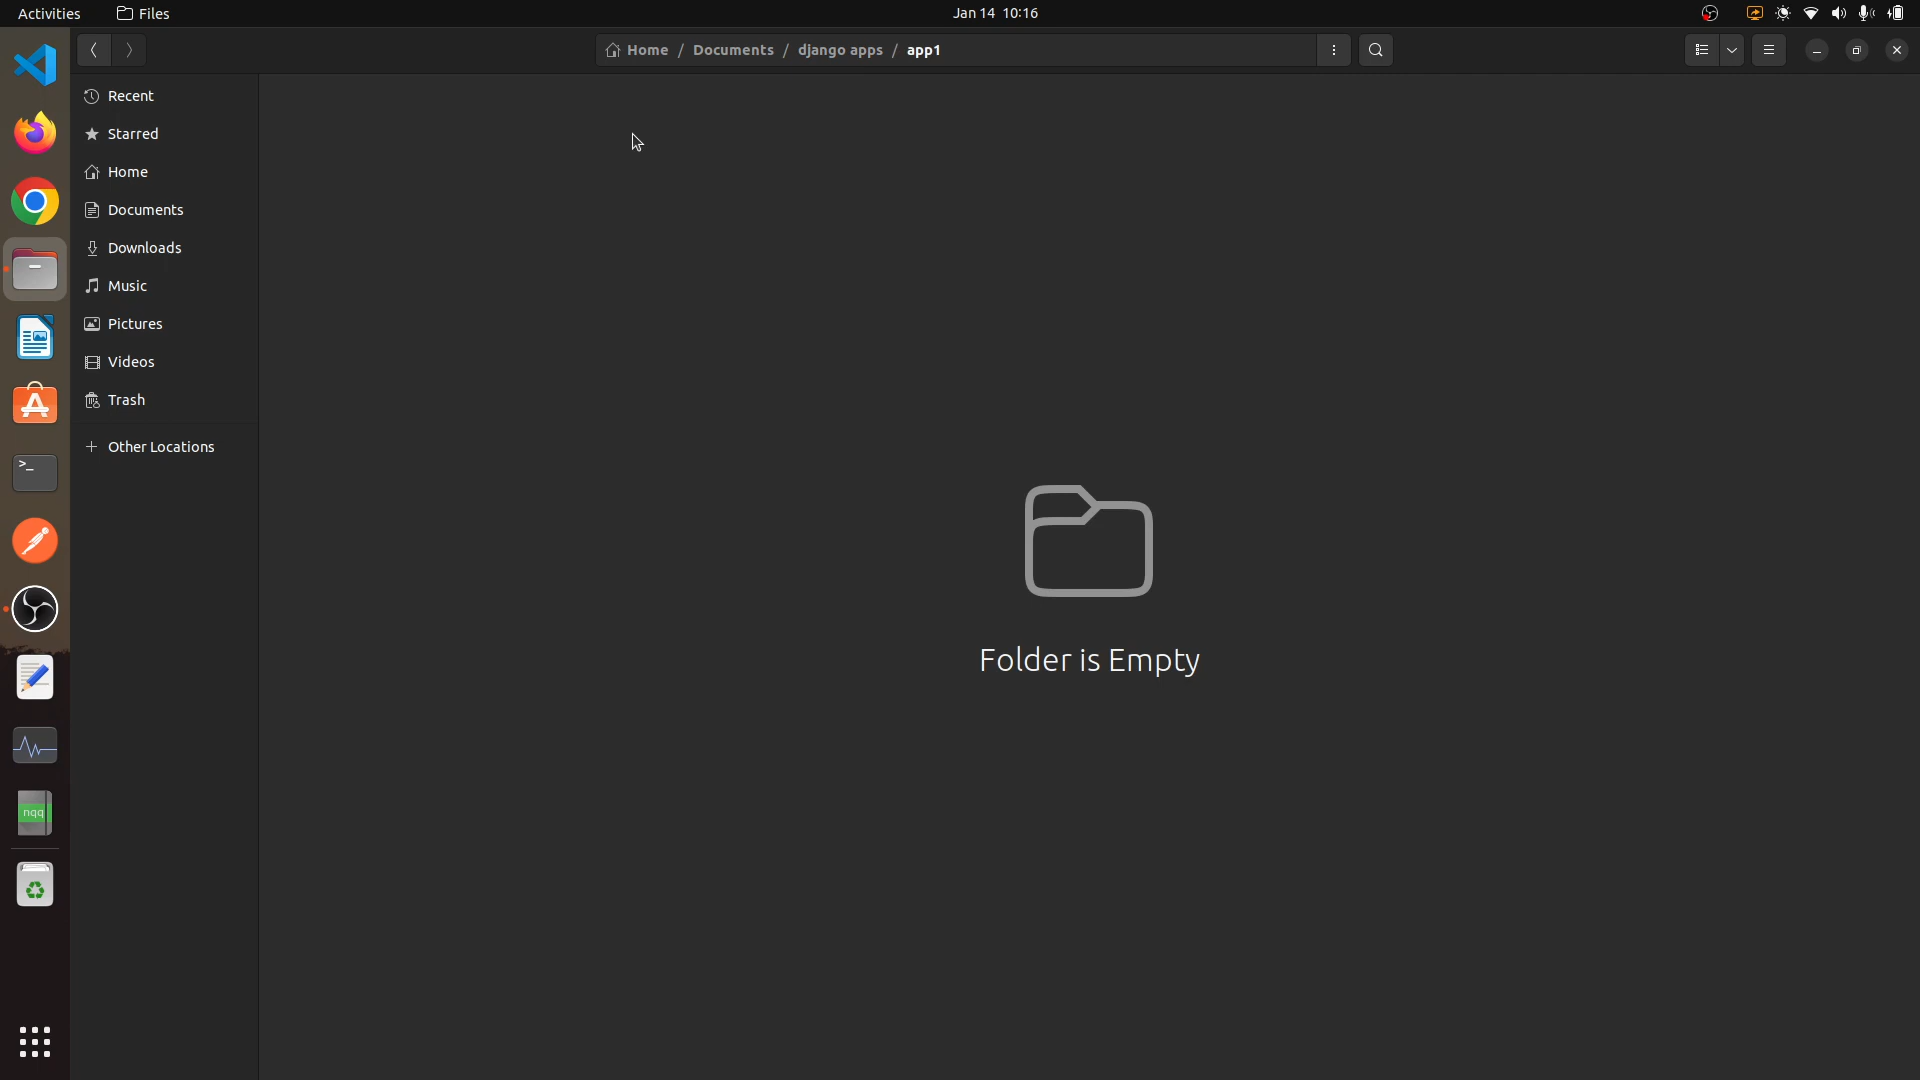 Activities Files Jan 14 10:16
Home / Documents / django apps / app1
Recent
Starred
Home
Documents
Downloads
Music
Pictures
Videos
Trash
+ Other Locations
>_
nqq
Folder is Empty